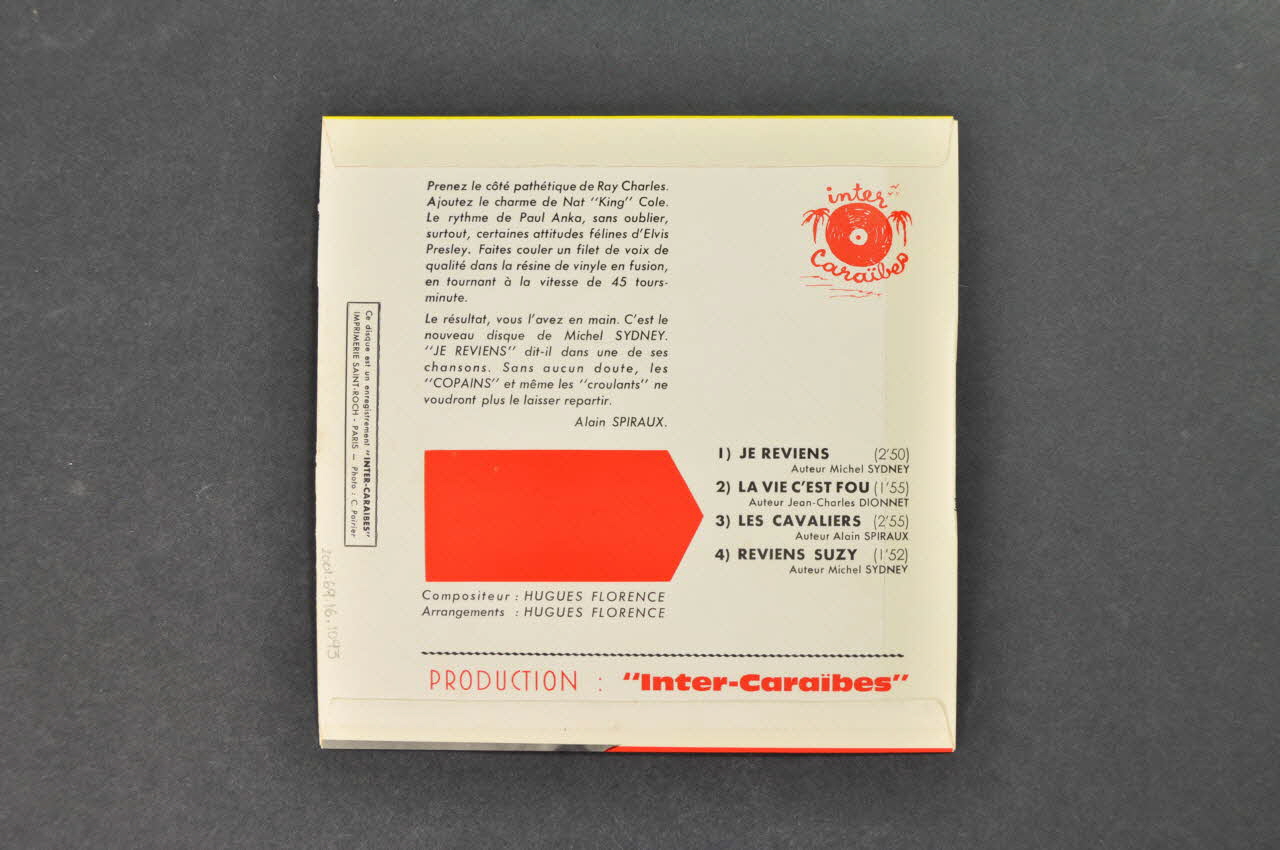 Prenez le côté pathétique de Ray Charles.
Ajoutez le charme de Nat ‘‘King’’ Cole.
Le rythme de Paul Anka, sans oublier,
surtout, certaines attitudes félines d’Elvis
Presley. Faites couler un filet de voix de
qualité dans la résine de vinyle en fusion,
en tournant à la vitesse de 45 tours-
minute.
Le résultat, vous l’avez en main. C’est le
nouveau disque de Michel SYDNEY.
‘‘JE REVIENS’’ dit-il dans une de ses
chansons. Sans aucun doute, les
‘‘COPAINS’’ et même les ‘‘croulants’’ ne
voudront plus le laisser repartir.
Alain SPIRAUX.
inter
Caraïbes
Ce disque est un enregistrement ‘‘INTER-CARAIBES’’
IMPRIMERIE SAINT-ROCH - PARIS — Photo : C. Poirier
2001.69.16.1093
1) JE REVIENS (2’50)
Auteur Michel SYDNEY
2) LA VIE C’EST FOU (1’55)
Auteur Jean-Charles DIONNET
3) LES CAVALIERS (2’55)
Auteur Alain SPIRAUX
4) REVIENS SUZY (1’52)
Auteur Michel SYDNEY
Compositeur : HUGUES FLORENCE
Arrangements : HUGUES FLORENCE
PRODUCTION : ‘‘Inter-Caraïbes’’